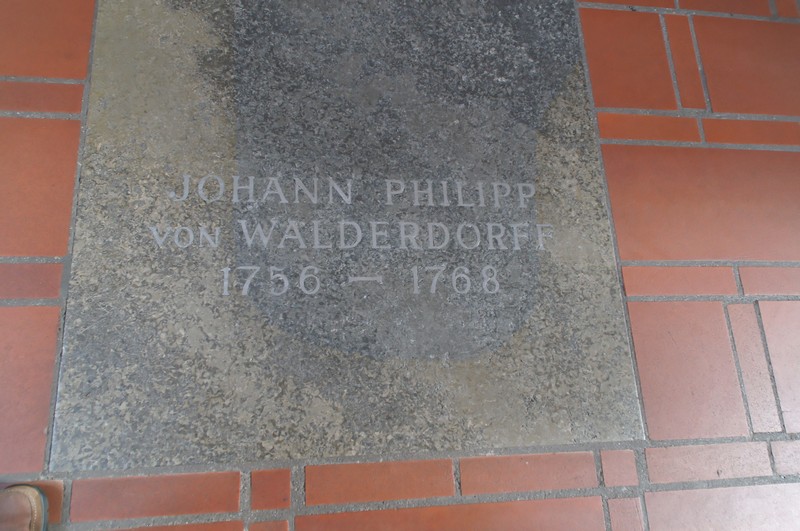 JOHANN PHILIPP
VON WALDERDORFF
1756 – 1768